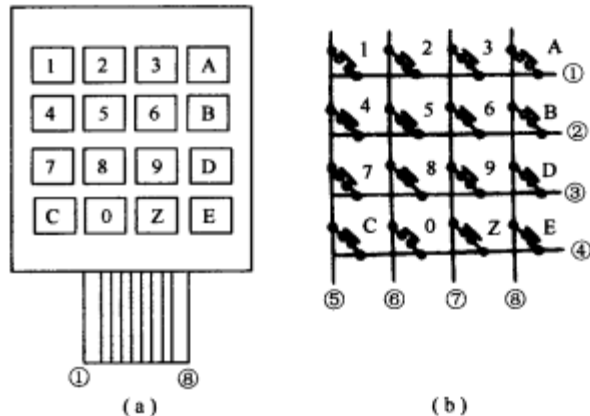 1 2 3 A
4 5 6 B
7 8 9 D
C 0 Z E
① ⑧
(a)
1 2 3 A
①
4 5 6 B
②
7 8 9 D
③
C 0 Z E
④
⑤ ⑥ ⑦ ⑧
(b)